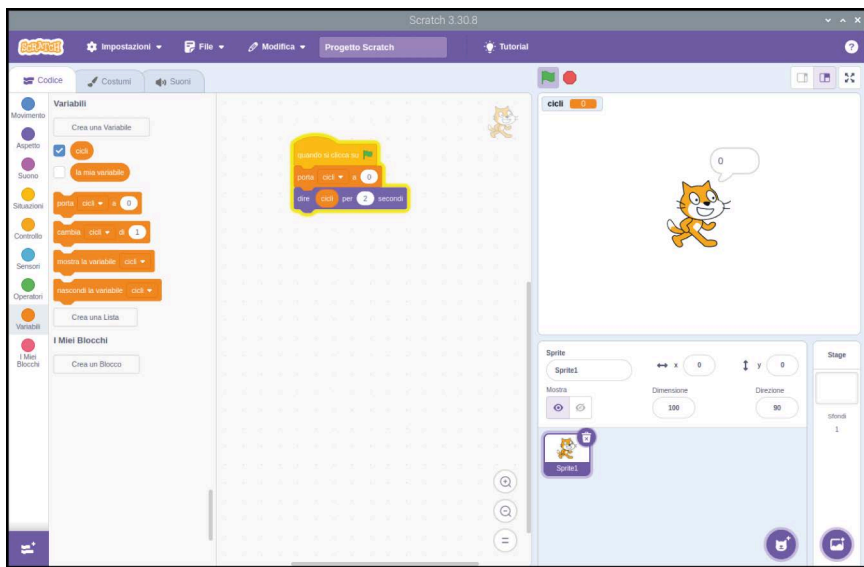 Scratch 3.30.8
SCRATCH
Impostazioni
File
Modifica
Progetto Scratch
Tutorial
?
Codice
Costumi
Suoni
Movimento
Aspetto
Suono
Situazioni
Controllo
Sensori
Operatori
Variabili
I Miei
Blocchi
Variabili
Crea una Variabile
cicli
la mia variabile
porta cicli a 0
cambia cicli di 1
mostra la variabile cicli
nascondi la variabile cicli
Crea una Lista
I Miei Blocchi
Crea un Blocco
quando si clicca su
porta cicli a 0
dire cicli per 2 secondi
cicli 0
0
Sprite
Sprite1
x 0
y 0
Mostra
Dimensione
100
Direzione
90
Sprite1
Stage
Sfondi
1